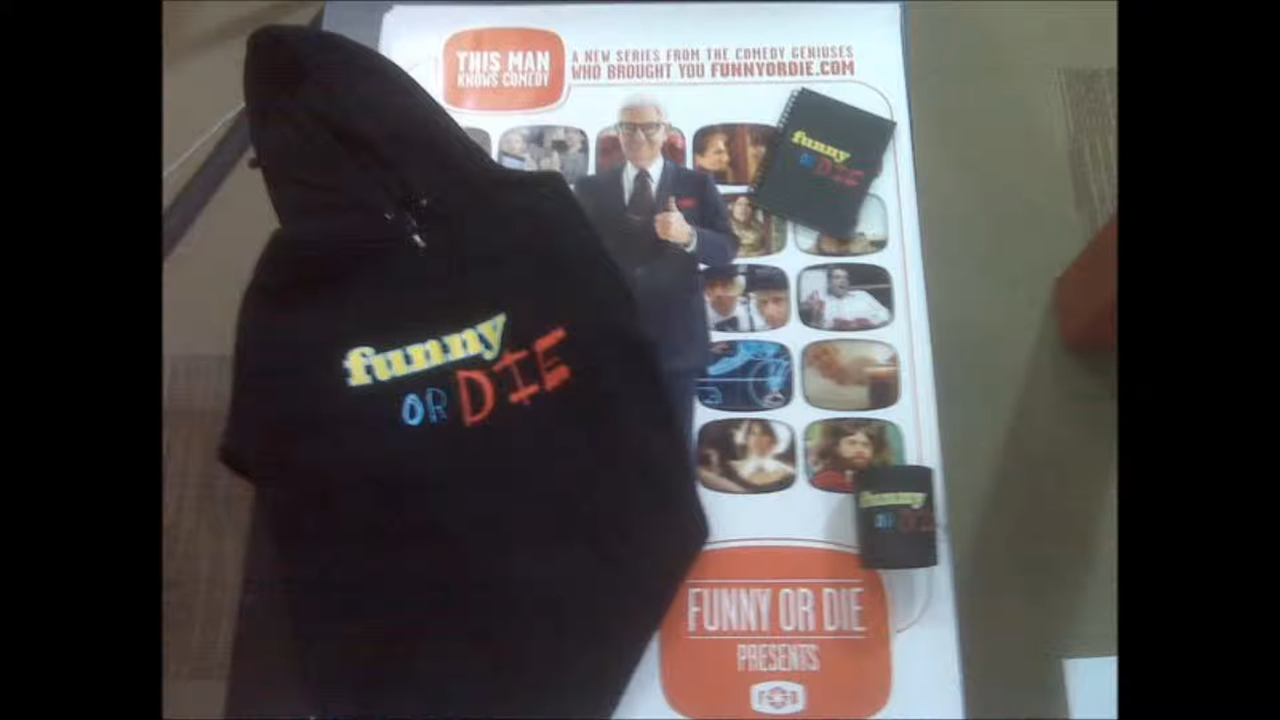 THIS MAN
KNOWS COMEDY
A NEW SERIES FROM THE COMEDY GENIUSES
WHO BROUGHT YOU FUNNYORDIE.COM
funny
OR DIE
funny
OR DIE
funny
OR DIE
FUNNY OR DIE
PRESENTS